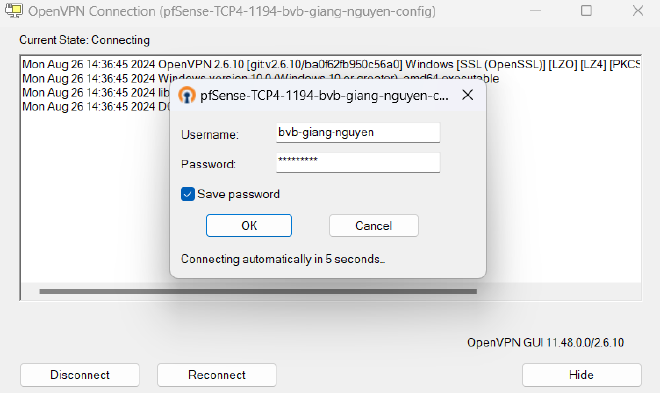 OpenVPN Connection (pfSense-TCP4-1194-bvb-giang-nguyen-config)
Current State: Connecting
Mon Aug 26 14:36:45 2024 OpenVPN 2.6.10 [git:v2.6.10/ba0f62fb950c56a0] Windows [SSL (OpenSSL)] [LZO] [LZ4] [PKCS
Mon Aug 26 14:36:45 2024 Windows version 10.0 (Windows 10 or greater), amd64 executable
Mon Aug 26 14:36:45 2024 lib
Mon Aug 26 14:36:45 2024
pfSense-TCP4-1194-bvb-giang-nguyen-c...
Username:
bvb-giang-nguyen
Password:
*********
Save password
OK
Cancel
Connecting automatically in 5 seconds...
OpenVPN GUI 11.48.0.0/2.6.10
Disconnect
Reconnect
Hide